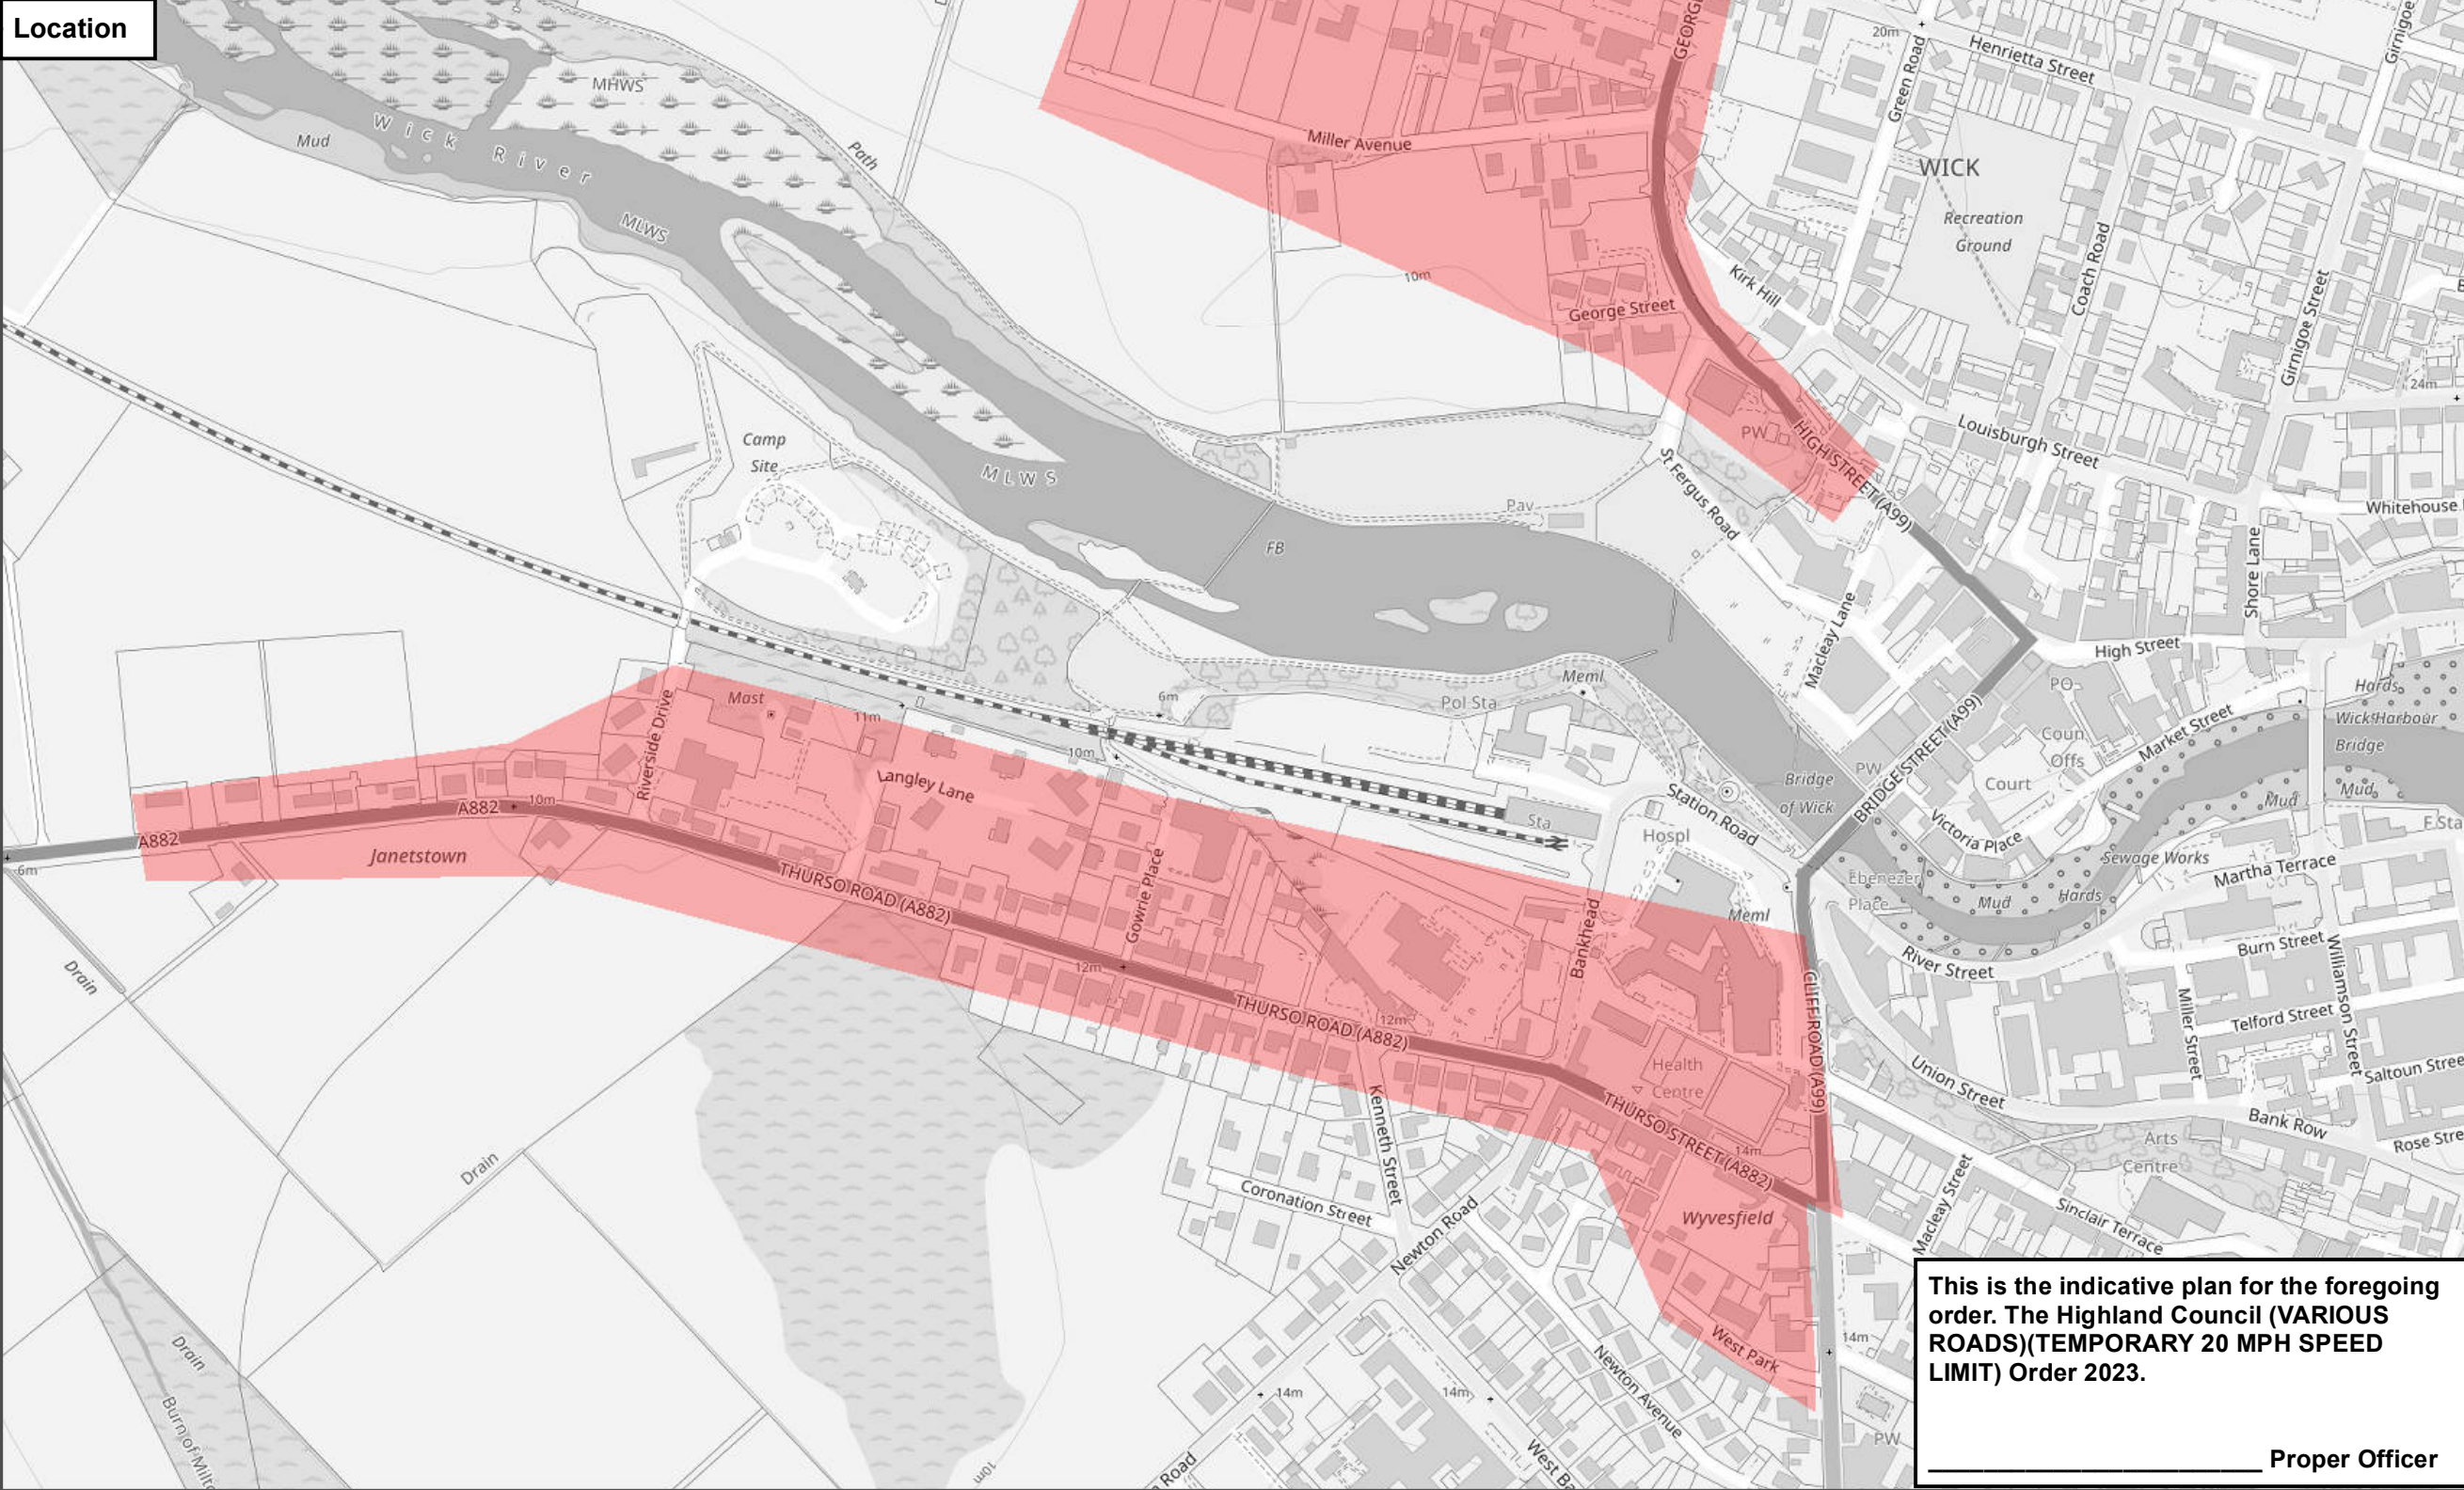 Location
GEORG
20m
Green Road
Henrietta Street
Girnigoe
MHWS
Wick River
Mud
Path
MLWS
Miller Avenue
WICK
Recreation
Ground
Coach Road
Girnigoe Street
Kirk Hill
10m
George Street
24m
Camp
Site
MLWS
PW
HIGH STREET (A99)
Louisburgh Street
St Fergus Road
Pav
Whitehouse
FB
Shore Lane
Macleay Lane
High Street
Meml
Pol Sta
6m
Mast
11m
10m
Riverside Drive
Langley Lane
PO
Hards
Wick Harbour
Bridge
Market Street
Coun
Offs
Court
BRIDGE STREET (A99)
PW
Bridge
of Wick
Station Road
Sta
Hospl
Victoria Place
Mud
Mud
F Sta
A882
10m
A882
6m
Janetstown
THURSO ROAD (A882)
Gowrie Place
Sewage Works
Martha Terrace
Ebenezer
Place
Mud
Hards
Meml
Bankhead
River Street
Burn Street
Williamson Street
Drain
12m
THURSO ROAD (A882)
12m
CLIFF ROAD (A99)
Miller Street
Telford Street
Saltoun Stree
Health
Centre
Union Street
Kenneth Street
THURSO STREET (A882)
14m
Bank Row
Rose Stre
Arts
Centre
Drain
Coronation Street
Newton Road
Wyvesfield
Macleay Street
Sinclair Terrace
Drain
Burn of Milto
West Park
14m
Newton Avenue
14m
14m
10m
PW
West Ba
Road
This is the indicative plan for the foregoing
order. The Highland Council (VARIOUS
ROADS)(TEMPORARY 20 MPH SPEED
LIMIT) Order 2023.
Proper Officer